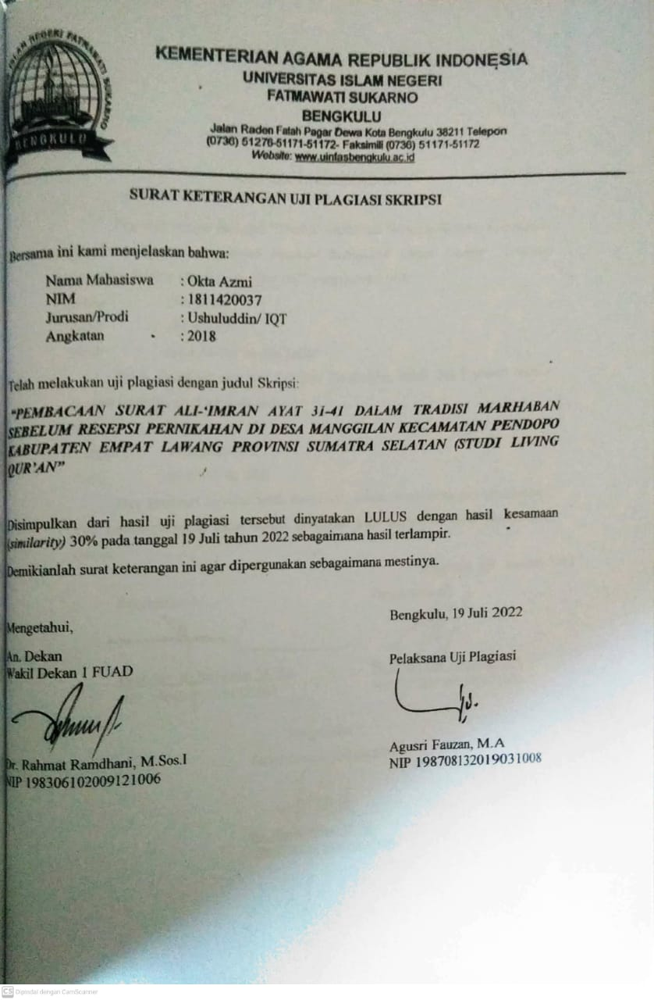 ISLAM NEGERI FATMAWATI SUKARNO
BENGKULU
KEMENTERIAN AGAMA REPUBLIK INDONESIA
UNIVERSITAS ISLAM NEGERI
FATMAWATI SUKARNO
BENGKULU
Jalan Raden Fatah Pagar Dewa Kota Bengkulu 38211 Telepon
(0736) 51276-51171-51172- Faksimili (0736) 51171-51172
Website: www.uinfasbengkulu.ac.id
SURAT KETERANGAN UJI PLAGIASI SKRIPSI
Bersama ini kami menjelaskan bahwa:
Nama Mahasiswa : Okta Azmi
NIM : 1811420037
Jurusan/Prodi : Ushuluddin/ IQT
Angkatan : 2018
Telah melakukan uji plagiasi dengan judul Skripsi:
"PEMBACAAN SURAT ALI-'IMRAN AYAT 31-41 DALAM TRADISI MARHABAN
SEBELUM RESEPSI PERNIKAHAN DI DESA MANGGILAN KECAMATAN PENDOPO
KABUPATEN EMPAT LAWANG PROVINSI SUMATRA SELATAN (STUDI LIVING
QUR'AN"
Disimpulkan dari hasil uji plagiasi tersebut dinyatakan LULUS dengan hasil kesamaan
(similarity) 30% pada tanggal 19 Juli tahun 2022 sebagaimana hasil terlampir.
Demikianlah surat keterangan ini agar dipergunakan sebagaimana mestinya.
Bengkulu, 19 Juli 2022
Mengetahui,
An. Dekan
Wakil Dekan 1 FUAD
Pelaksana Uji Plagiasi
Dr. Rahmat Ramdhani, M.Sos.I
NIP 198306102009121006
Agusri Fauzan, M.A
NIP 198708132019031008
CS Dipindai dengan CamScanner